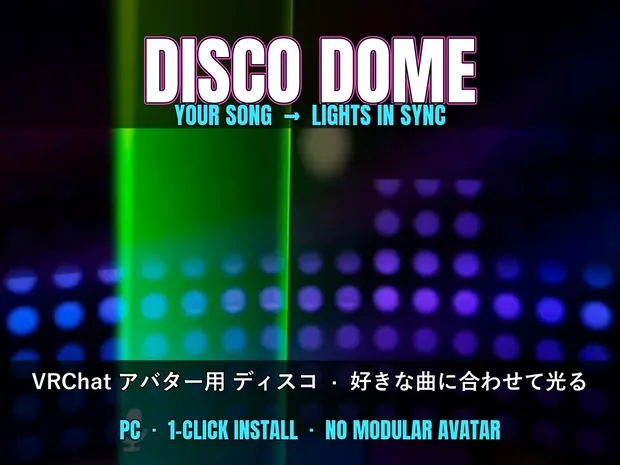 DISCO DOME
YOUR SONG → LIGHTS IN SYNC
VRChat アバター用 ディスコ · 好きな曲に合わせて光る
PC · 1-CLICK INSTALL · NO MODULAR AVATAR